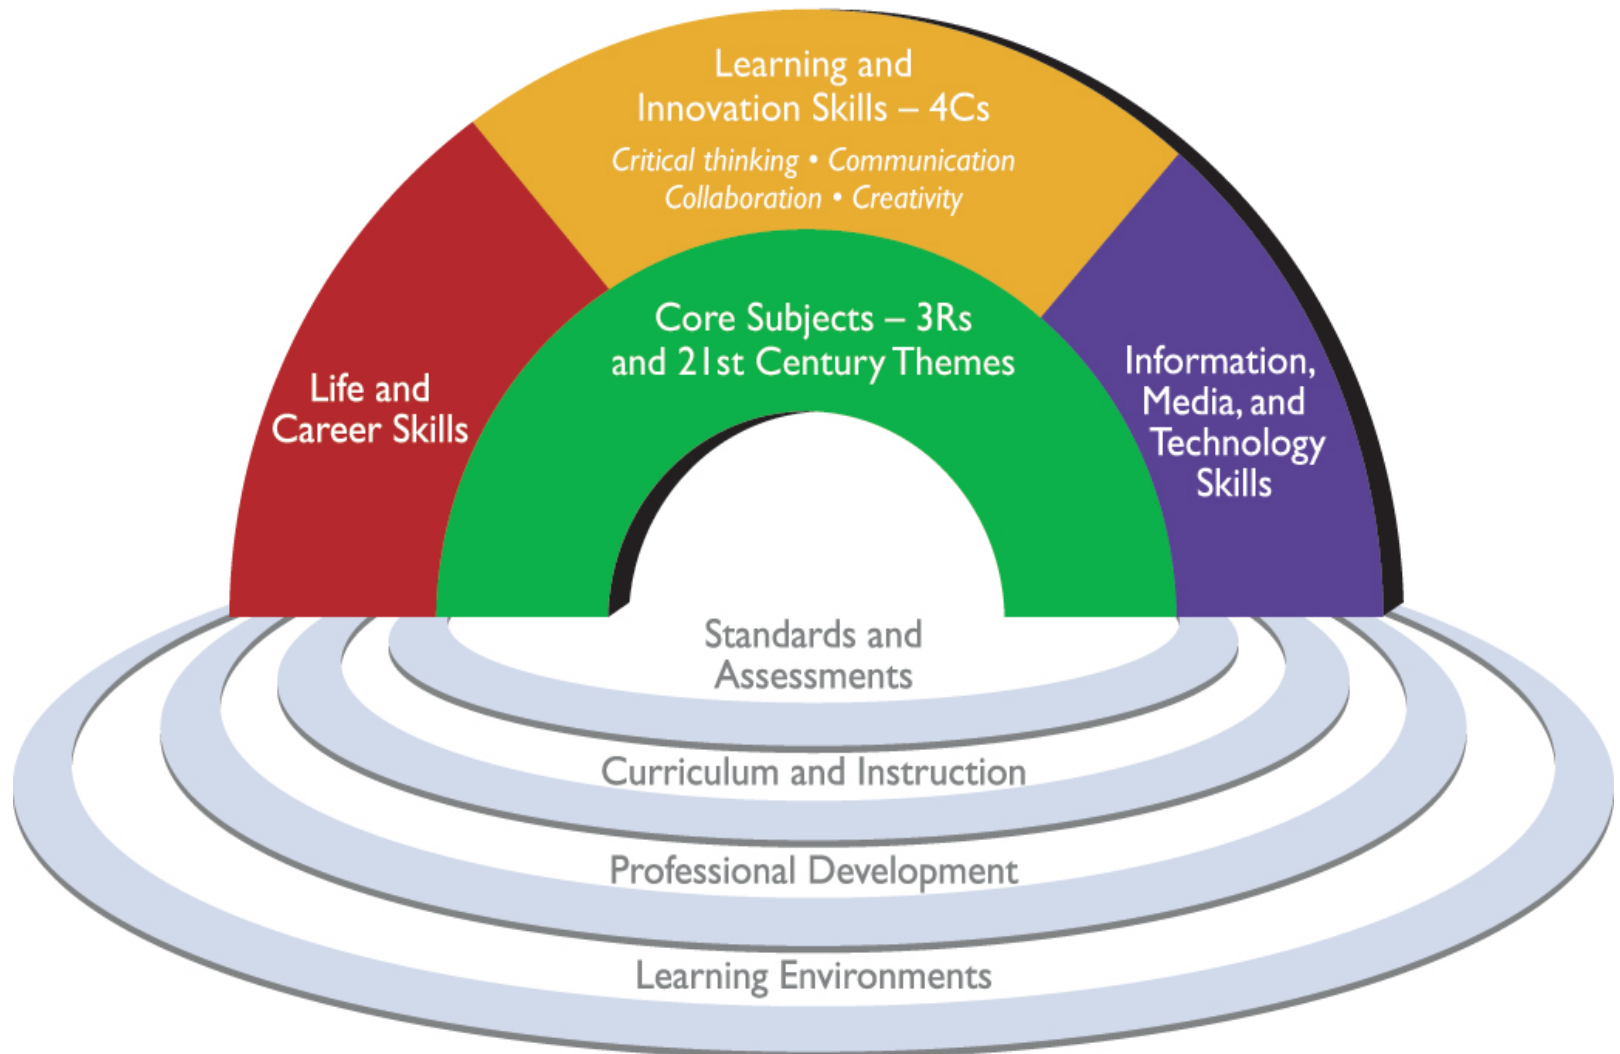 Learning and
Innovation Skills – 4Cs
Critical thinking • Communication
Collaboration • Creativity
Core Subjects – 3Rs
and 21st Century Themes
Life and
Career Skills
Information,
Media, and
Technology
Skills
Standards and
Assessments
Curriculum and Instruction
Professional Development
Learning Environments